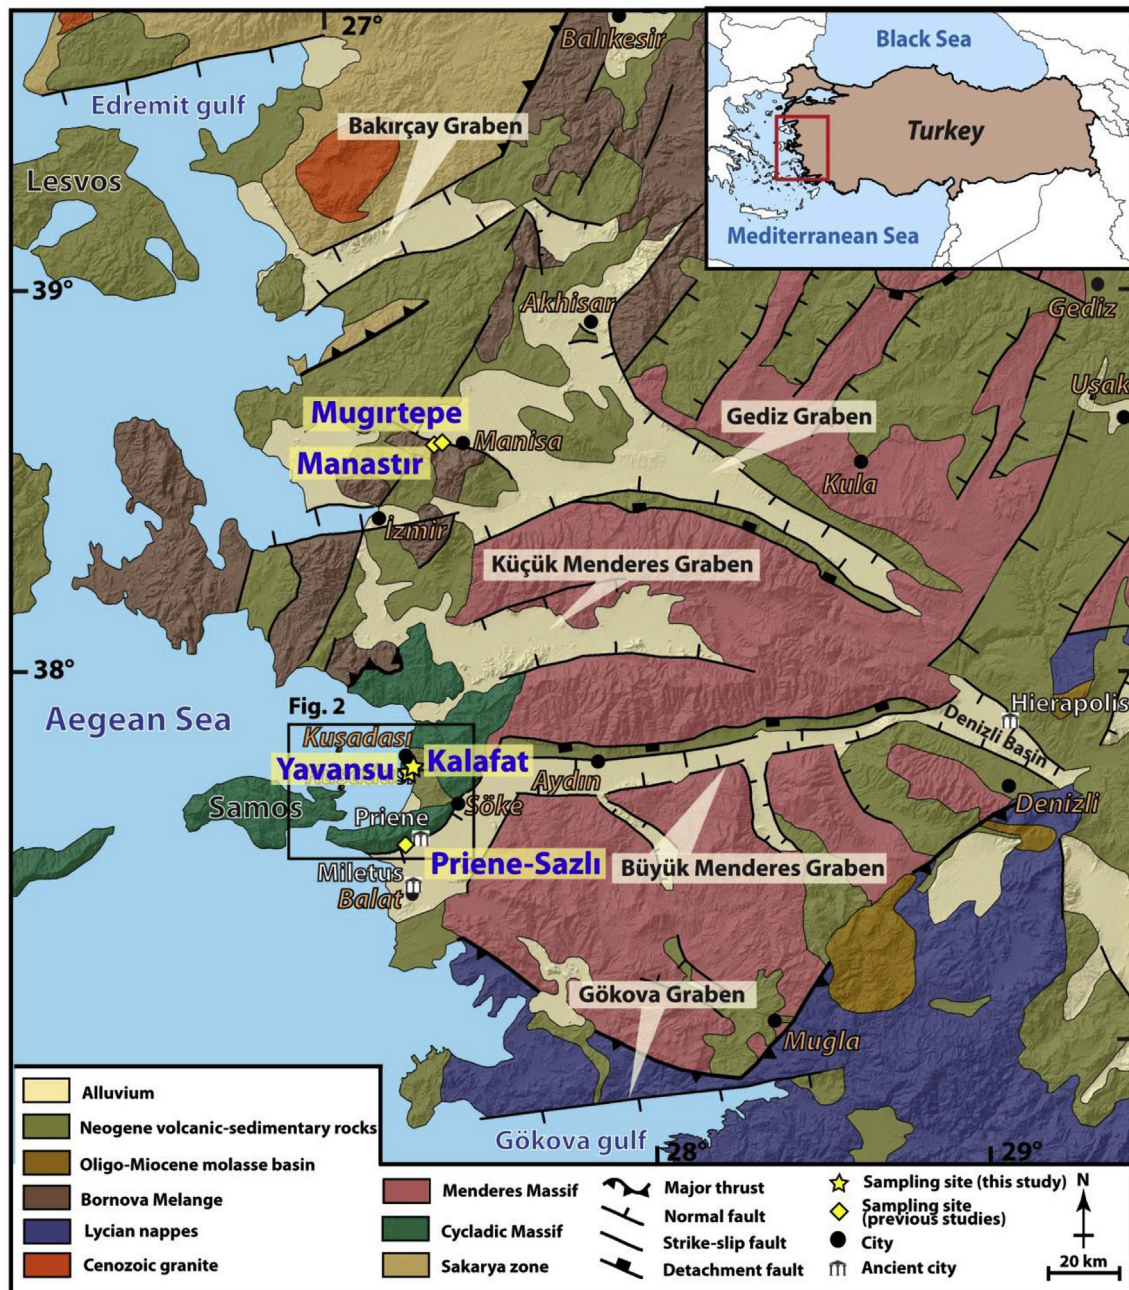 27°
Balıkesir
Black Sea
Edremit gulf
Bakırçay Graben
Turkey
Lesvos
Mediterranean Sea
39°
Akhisar
Gediz
Uşak
Mugırtepe
Gediz Graben
Manisa
Manastır
Kula
İzmir
Küçük Menderes Graben
38°
Hierapolis
Fig. 2
Aegean Sea
Denizli Basin
Kuşadası
Kalafat
Yavansu
Aydın
Denizli
Samos
Söke
Priene
Priene-Sazlı
Büyük Menderes Graben
Miletus
Balat
Gökova Graben
Muğla
Gökova gulf
28°
29°
Alluvium
Neogene volcanic-sedimentary rocks
Oligo-Miocene molasse basin
Bornova Melange
Lycian nappes
Cenozoic granite
Menderes Massif
Cycladic Massif
Sakarya zone
Major thrust
Normal fault
Strike-slip fault
Detachment fault
Sampling site (this study)
Sampling site
(previous studies)
City
Ancient city
N
20 km